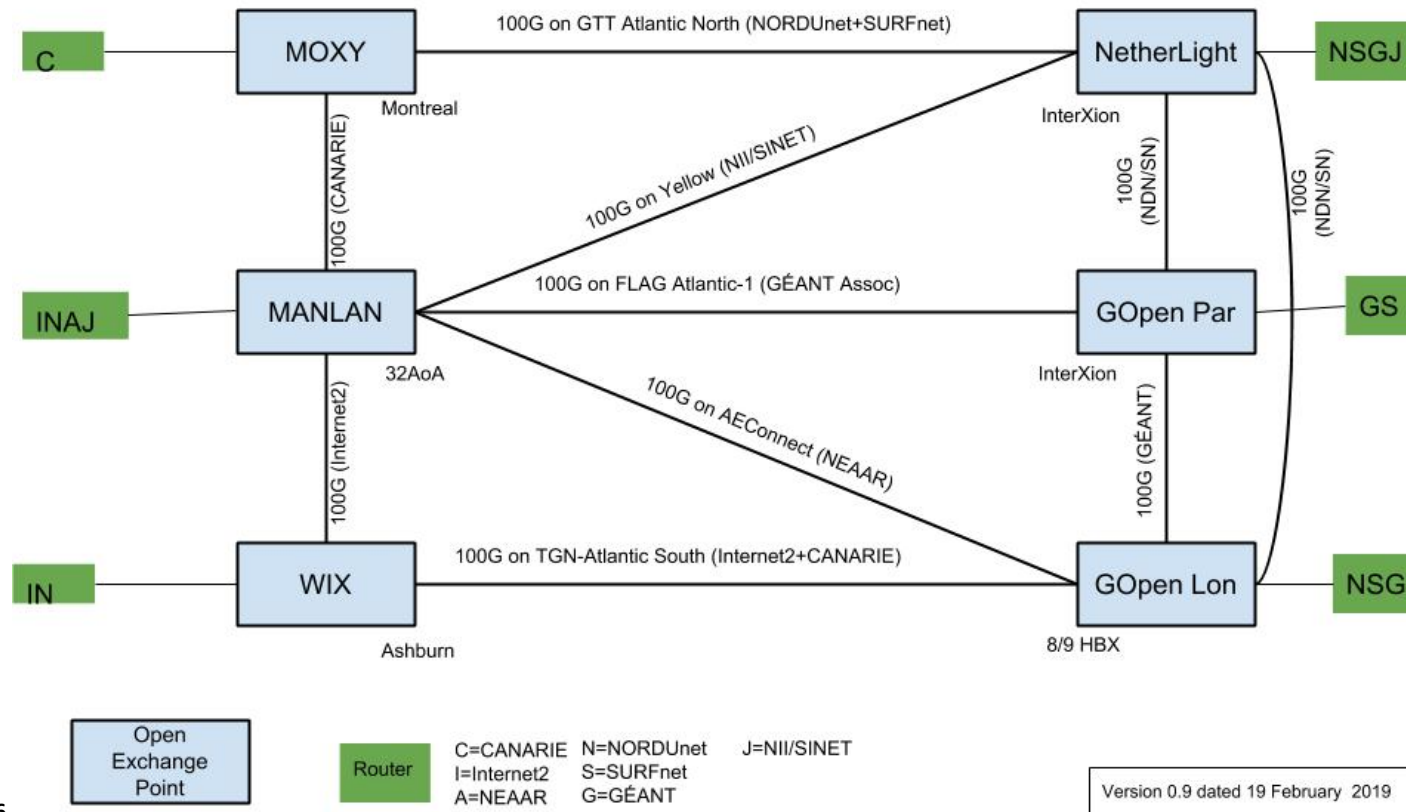 100G on GTT Atlantic North (NORDUnet+SURFnet)
C
MOXY
NetherLight
NSGJ
Montreal
InterXion
100G (CANARIE)
100G on Yellow (NII/SINET)
100G
(NDN/SN)
100G
(NDN/SN)
100G on FLAG Atlantic-1 (GÉANT Assoc)
INAJ
MANLAN
GOpen Par
GS
32AoA
InterXion
100G (Internet2)
100G on AEConnect (NEAAR)
100G (GÉANT)
100G on TGN-Atlantic South (Internet2+CANARIE)
IN
WIX
GOpen Lon
NSG
Ashburn
8/9 HBX
Open
Exchange
Point
Router
C=CANARIE N=NORDUnet J=NII/SINET
I=Internet2 S=SURFnet
A=NEAAR G=GÉANT
Version 0.9 dated 19 February 2019